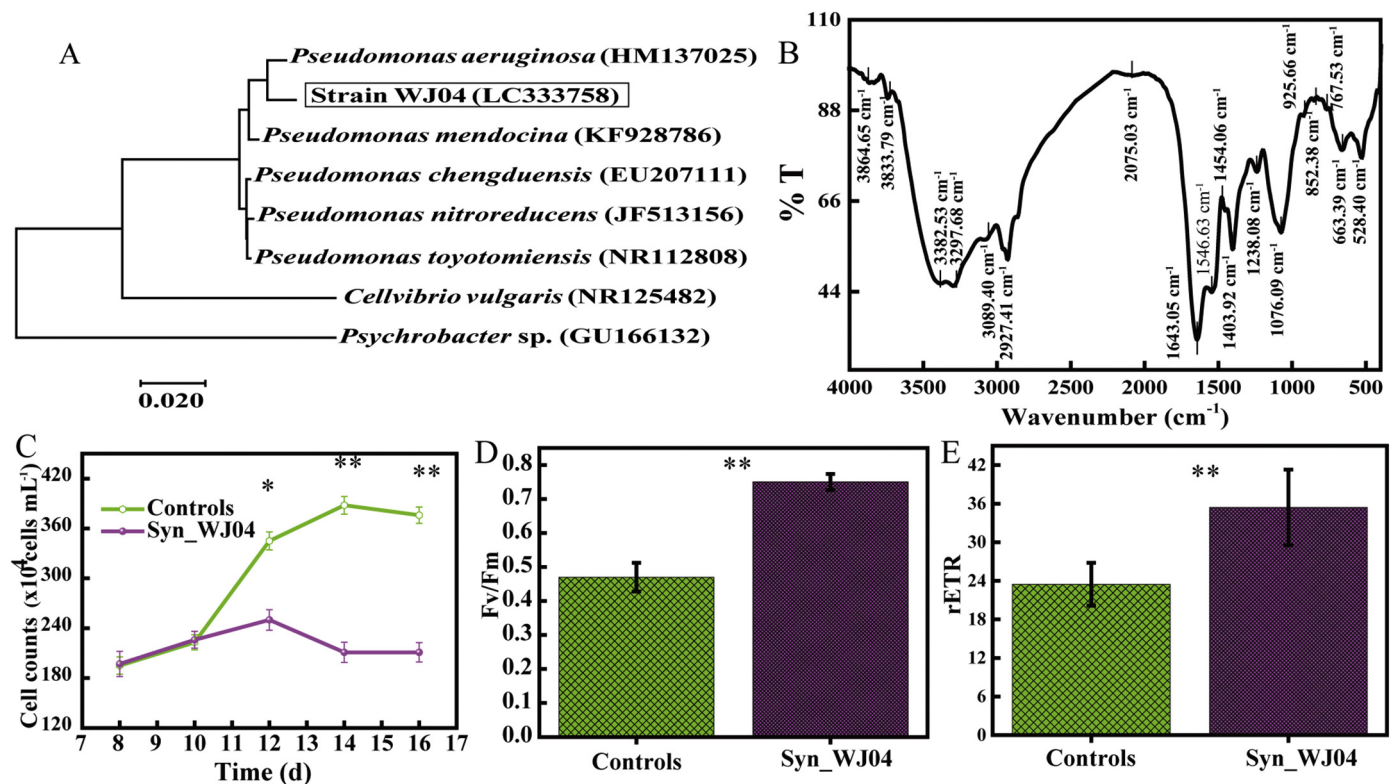 A
Pseudomonas aeruginosa (HM137025)
Strain WJ04 (LC333758)
Pseudomonas mendocina (KF928786)
Pseudomonas chengduensis (EU207111)
Pseudomonas nitroreducens (JF513156)
Pseudomonas toyotomiensis (NR112808)
Cellvibrio vulgaris (NR125482)
Psychrobacter sp. (GU166132)
0.020
B
% T
110
88
66
44
3864.65 cm⁻¹
3833.79 cm⁻¹
3382.53 cm⁻¹
3297.68 cm⁻¹
3089.40 cm⁻¹
2927.41 cm⁻¹
2075.03 cm⁻¹
1643.05 cm⁻¹
1546.63 cm⁻¹
1454.06 cm⁻¹
1403.92 cm⁻¹
1238.08 cm⁻¹
1076.09 cm⁻¹
925.66 cm⁻¹
852.38 cm⁻¹
767.53 cm⁻¹
663.39 cm⁻¹
528.40 cm⁻¹
4000 3500 3000 2500 2000 1500 1000 500
Wavenumber (cm⁻¹)
C
Cell counts (x10⁴cells mL⁻¹)
420
360
300
240
180
120
Controls
Syn_WJ04
*
**
**
7 8 9 10 11 12 13 14 15 16 17
Time (d)
D
Fv/Fm
0.8
0.7
0.6
0.5
0.4
0.3
0.2
0.1
0.0
**
Controls Syn_WJ04
E
rETR
42
36
30
24
18
12
6
0
**
Controls Syn_WJ04